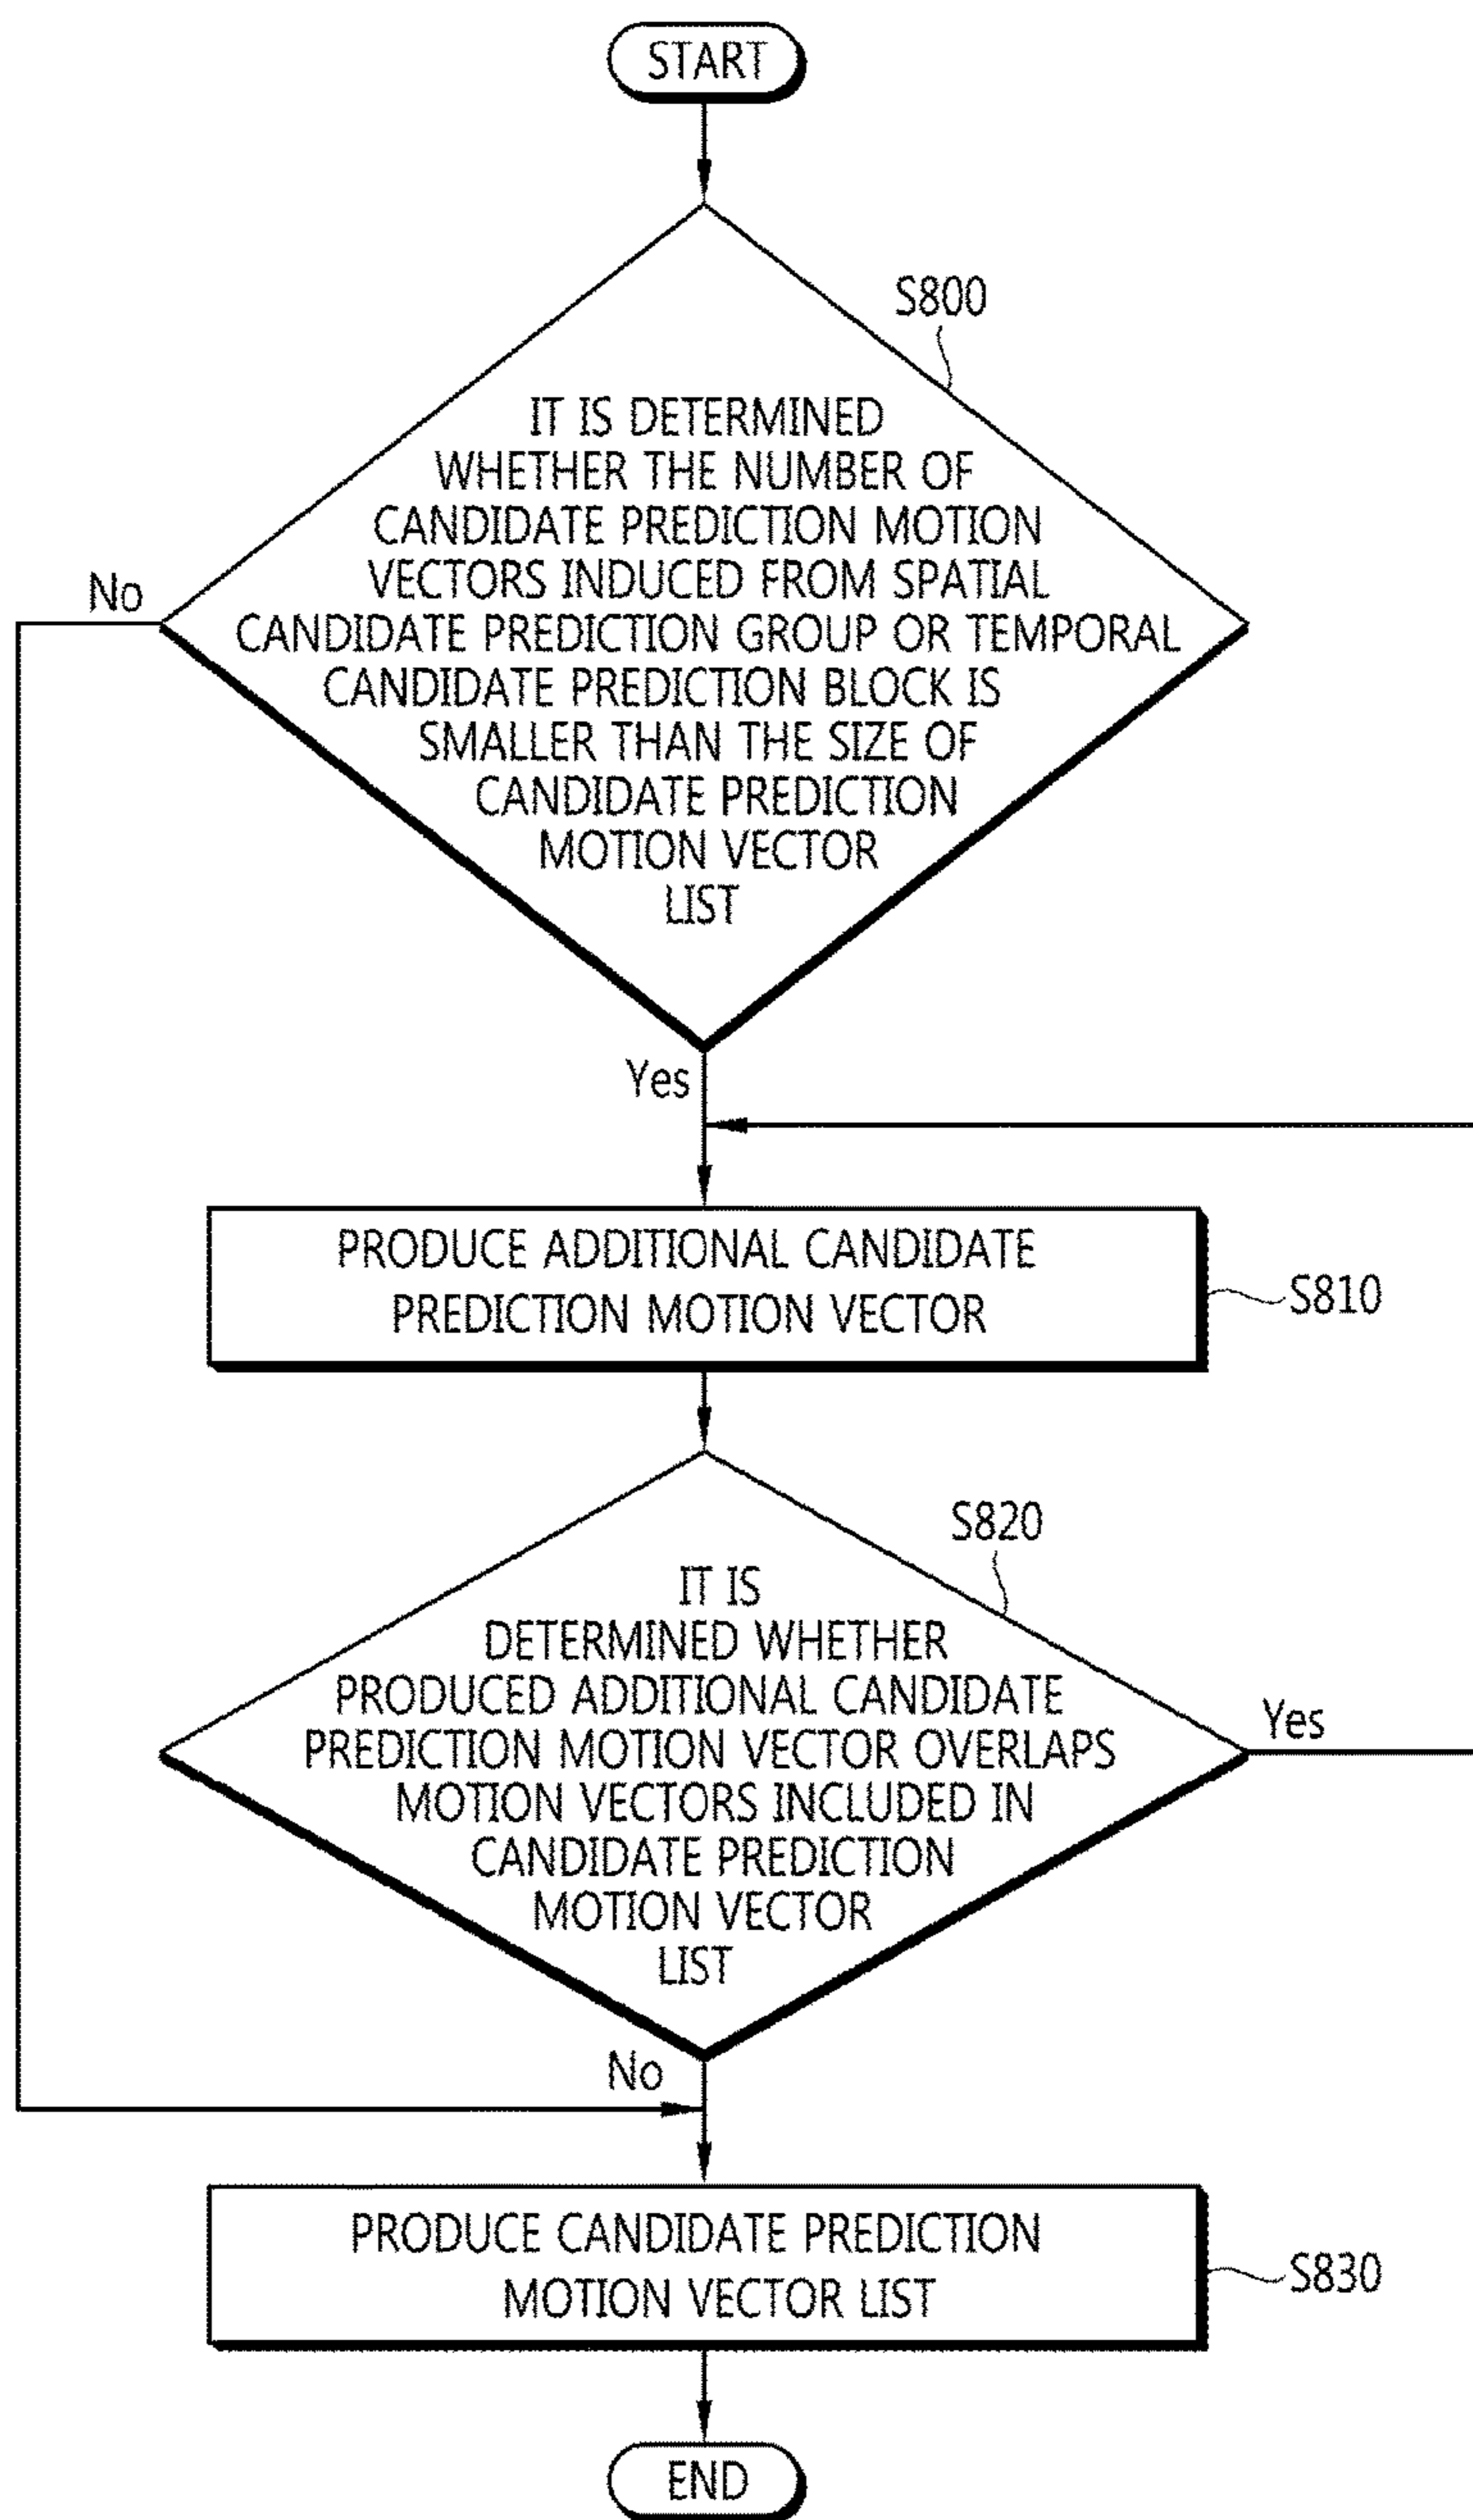 START
S800
IT IS DETERMINED
WHETHER THE NUMBER OF
CANDIDATE PREDICTION MOTION
VECTORS INDUCED FROM SPATIAL
No
CANDIDATE PREDICTION GROUP OR TEMPORAL
CANDIDATE PREDICTION BLOCK IS
SMALLER THAN THE SIZE OF
CANDIDATE PREDICTION
MOTION VECTOR
LIST
Yes
PRODUCE ADDITIONAL CANDIDATE
PREDICTION MOTION VECTOR
S810
S820
IT IS
DETERMINED WHETHER
PRODUCED ADDITIONAL CANDIDATE
PREDICTION MOTION VECTOR OVERLAPS
Yes
MOTION VECTORS INCLUDED IN
CANDIDATE PREDICTION
MOTION VECTOR
LIST
No
PRODUCE CANDIDATE PREDICTION
MOTION VECTOR LIST
S830
END